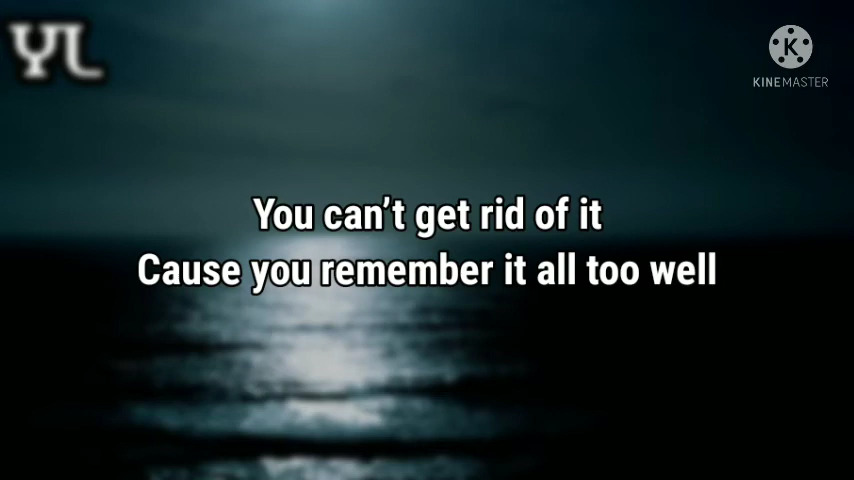 YL
K
KINEMASTER
You can’t get rid of it
Cause you remember it all too well